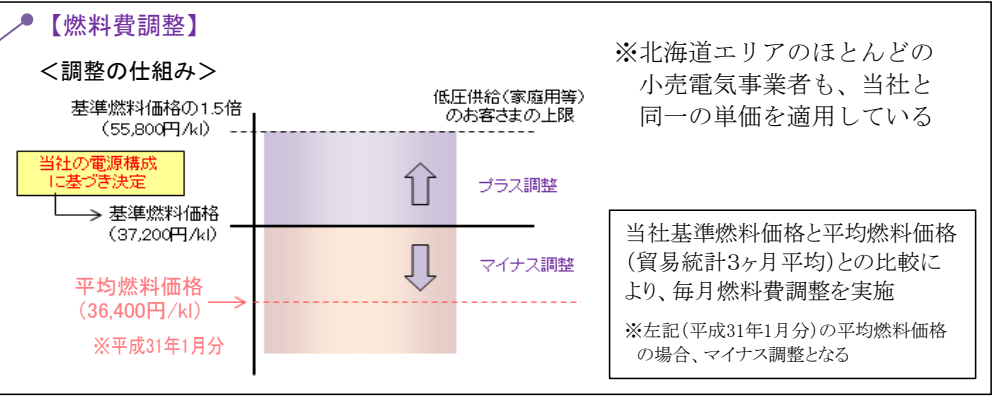 【燃料費調整】
＜調整の仕組み＞
基準燃料価格の1.5倍
（55,800円/kl）
低圧供給（家庭用等）
のお客さまの上限
当社の電源構成
に基づき決定
基準燃料価格
（37,200円/kl）
プラス調整
マイナス調整
平均燃料価格
（36,400円/kl）
※平成31年1月分
※北海道エリアのほとんどの
小売電気事業者も、当社と
同一の単価を適用している
当社基準燃料価格と平均燃料価格
（貿易統計３ヶ月平均）との比較に
より、毎月燃料費調整を実施
※左記（平成31年1月分）の平均燃料価格
の場合、マイナス調整となる